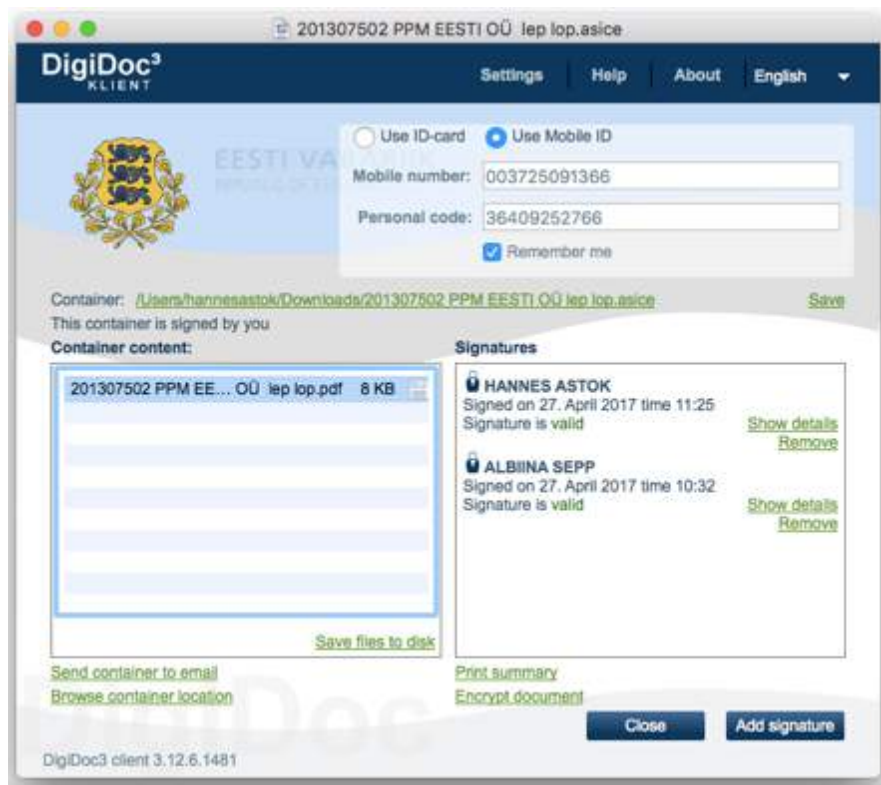 201307502 PPM EESTI OÜ lep lop.asice
DigiDoc³
KLIENT
Settings Help About English
EESTI VA
Use ID-card Use Mobile ID
Mobile number: 003725091366
Personal code: 36409252766
Remember me
Container: /Users/hannesastok/Downloads/201307502 PPM EESTI OÜ lep lop.asice Save
This container is signed by you
Container content:
201307502 PPM EE... OÜ lep lop.pdf 8 KB
Save files to disk
Send container to email
Browse container location
Signatures
HANNES ASTOK
Signed on 27. April 2017 time 11:25
Signature is valid
Show details
Remove
ALBIINA SEPP
Signed on 27. April 2017 time 10:32
Signature is valid
Show details
Remove
Print summary
Encrypt document
Close Add signature
DigiDoc
DigiDoc3 client 3.12.6.1481